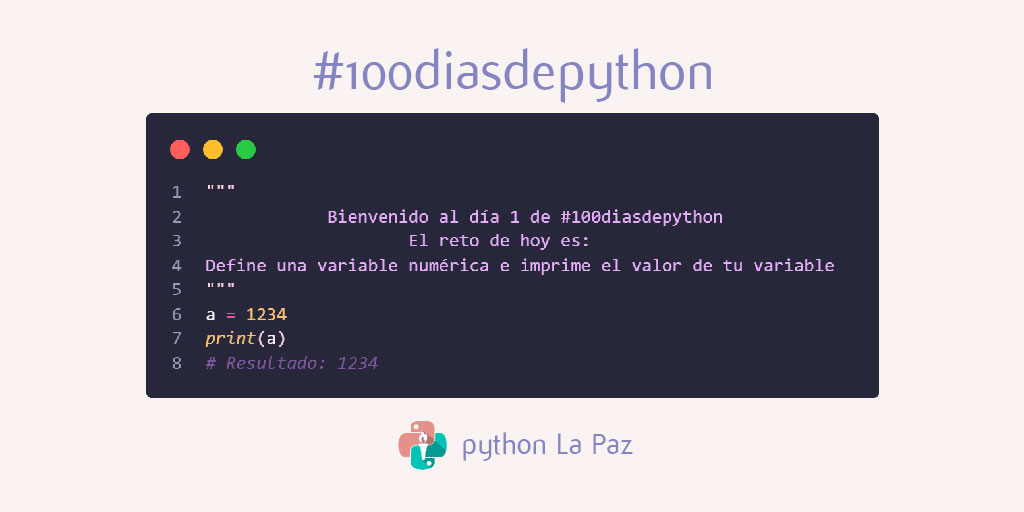 #100diasdepython
1 """
2 Bienvenido al día 1 de #100diasdepython
3 El reto de hoy es:
4 Define una variable numérica e imprime el valor de tu variable
5 """
6 a = 1234
7 print(a)
8 # Resultado: 1234
python La Paz